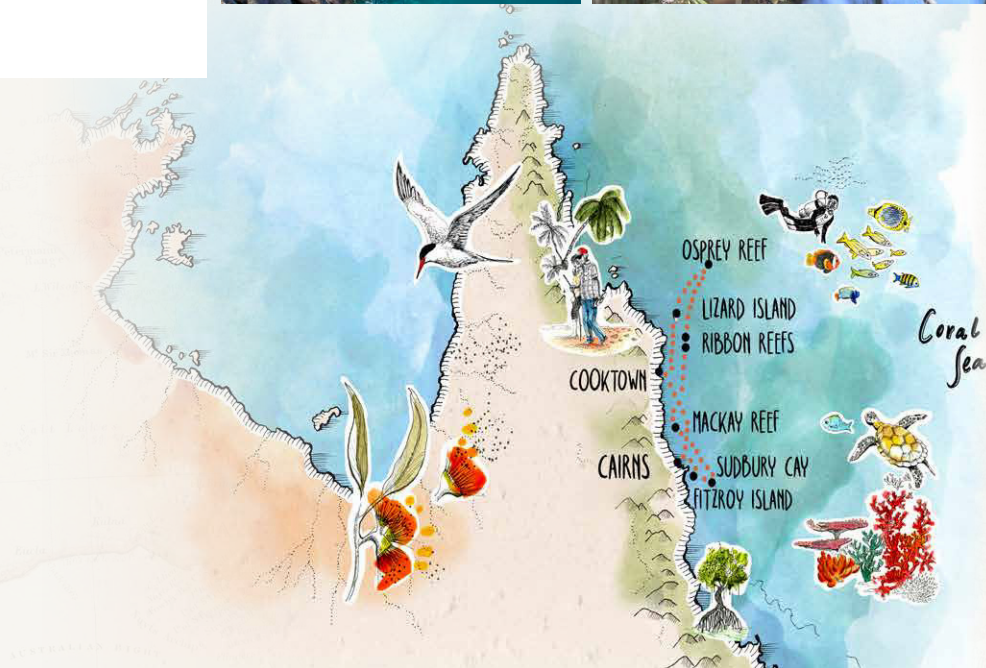 OSPREY REEF
LIZARD ISLAND
RIBBON REEFS
Coral
Sea
COOKTOWN
MACKAY REEF
CAIRNS
SUDBURY CAY
FITZROY ISLAND